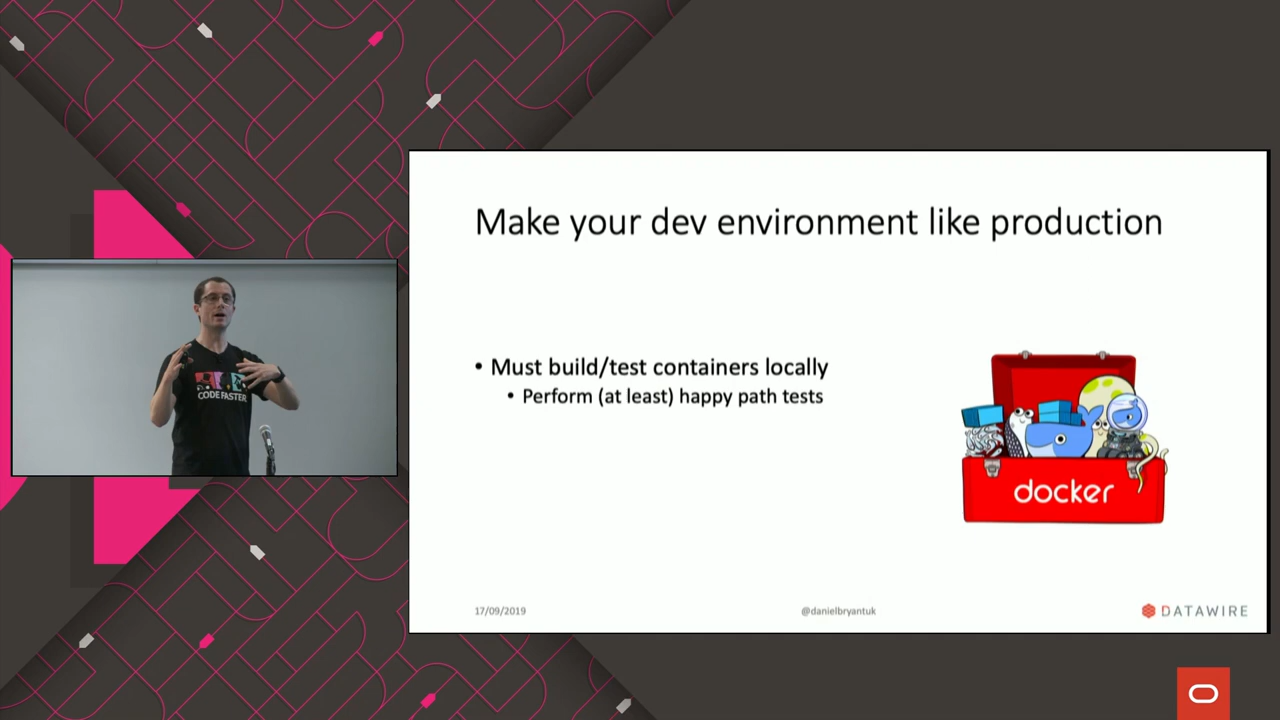 Make your dev environment like production
• Must build/test containers locally
• Perform (at least) happy path tests
docker
17/09/2019
@danielbryantuk
DATAWIRE
CODE FASTER